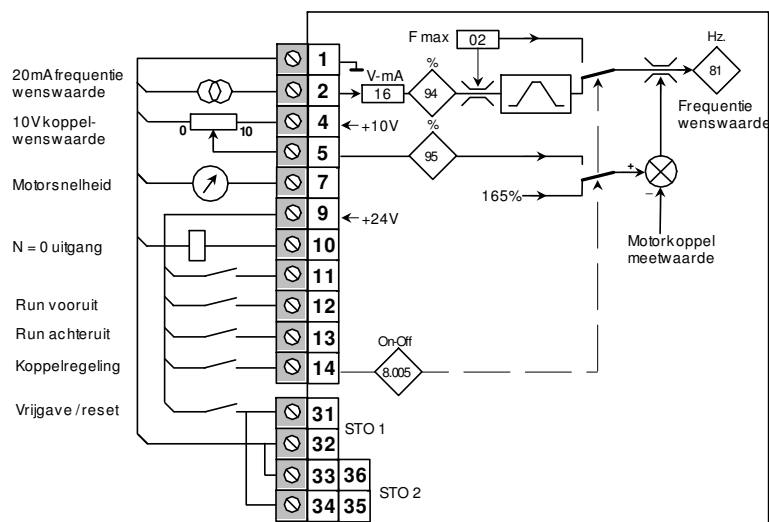 20mA frequentie
wenswaarde
10V koppel-
wenswaarde
Motorsnelheid
N = 0 uitgang
Run vooruit
Run achteruit
Koppelregeling
Vrijgave / reset
0 10
1
2
4
5
7
9
10
11
12
13
14
31
32
33 36
34 35
STO 1
STO 2
+10V
+24V
V-mA
16
%
94
F max 02
%
95
165%
On-Off
8.005
+
–
Motorkoppel
meetwaarde
Hz.
81
Frequentie
wenswaarde